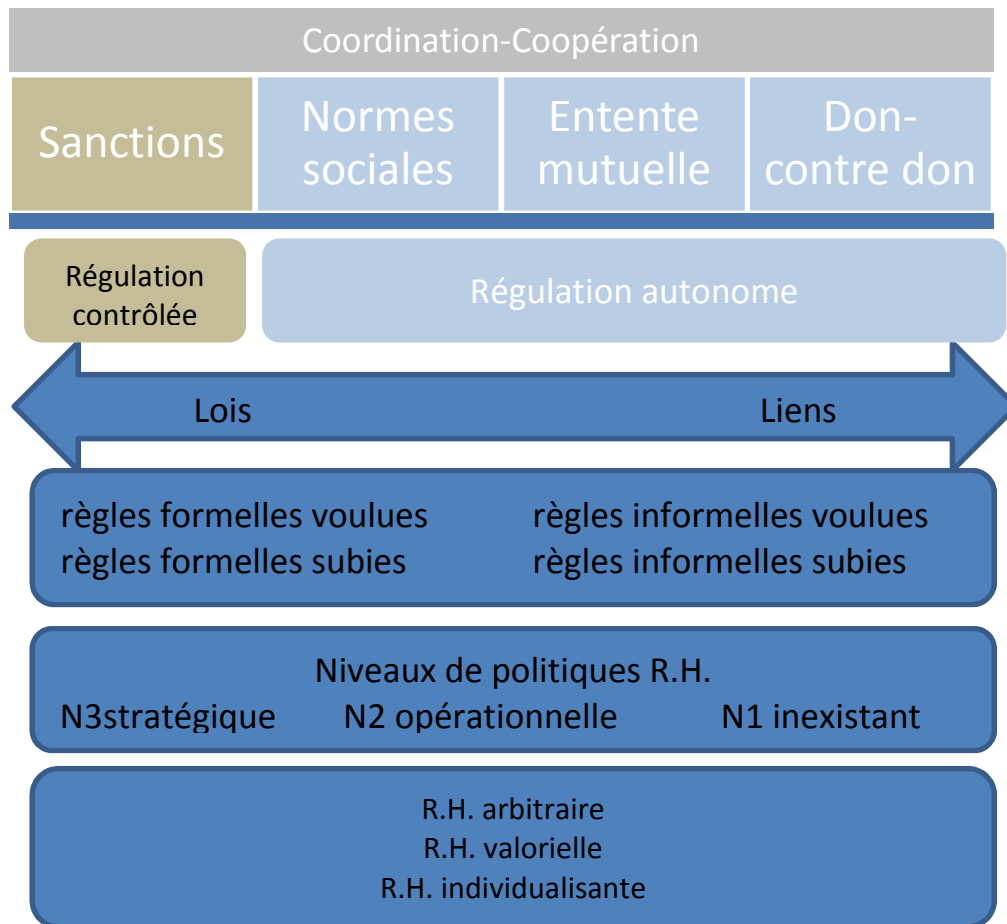 Coordination-Coopération
Sanctions
Normes
sociales
Entente
mutuelle
Don-
contre don
Régulation
contrôlée
Régulation autonome
Lois
Liens
règles formelles voulues
règles informelles voulues
règles formelles subies
règles informelles subies
Niveaux de politiques R.H.
N3stratégique
N2 opérationnelle
N1 inexistant
R.H. arbitraire
R.H. valorielle
R.H. individualisante